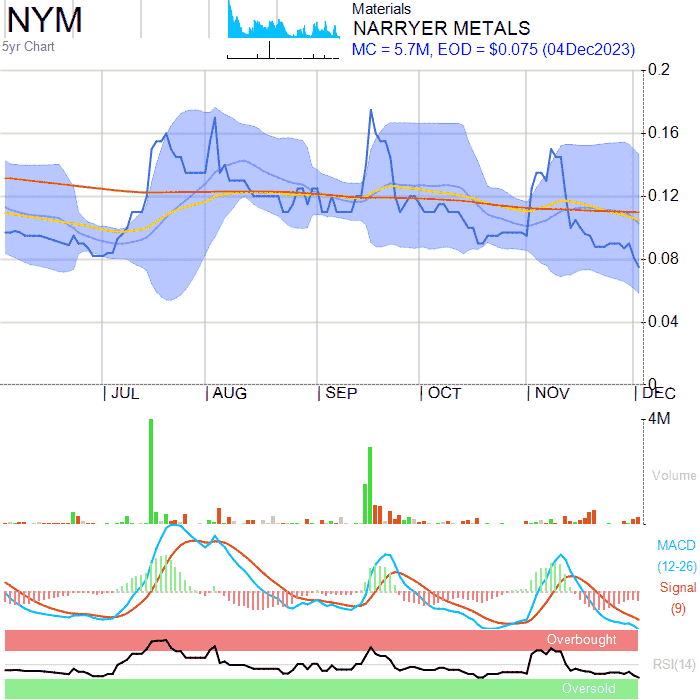 NYM
5yr Chart
Materials
NARRYER METALS
MC = 5.7M, EOD = $0.075 (04Dec2023)
0.2
0.16
0.12
0.08
0.04
0
JUL AUG SEP OCT NOV DEC
4M
Volume
MACD
(12-26)
Signal
(9)
Overbought
RSI(14)
Oversold